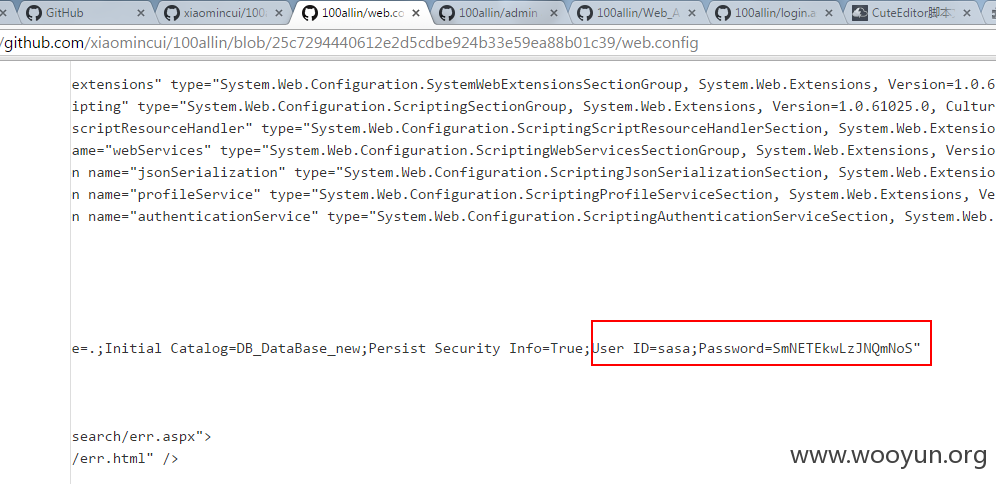 GitHub
xiaomincui/100a
100allin/web.co
100allin/admin
100allin/Web_A
100allin/login.a
CuteEditor脚本
/github.com/xiaomincui/100allin/blob/25c7294440612e2d5cdbe924b33e59ea88b01c39/web.config
extensions" type="System.Web.Configuration.SystemWebExtensionsSectionGroup, System.Web.Extensions, Version=1.0.6
ipting" type="System.Web.Configuration.ScriptingSectionGroup, System.Web.Extensions, Version=1.0.61025.0, Cultur
scriptResourceHandler" type="System.Web.Configuration.ScriptingScriptResourceHandlerSection, System.Web.Extensio
ame="webServices" type="System.Web.Configuration.ScriptingWebServicesSectionGroup, System.Web.Extensions, Versio
n name="jsonSerialization" type="System.Web.Configuration.ScriptingJsonSerializationSection, System.Web.Extensio
n name="profileService" type="System.Web.Configuration.ScriptingProfileServiceSection, System.Web.Extensions, Ve
n name="authenticationService" type="System.Web.Configuration.ScriptingAuthenticationServiceSection, System.Web.
e=.;Initial Catalog=DB_DataBase_new;Persist Security Info=True;User ID=sasa;Password=SmNETEkwLzJNQmNoS"
search/err.aspx">
/err.html" />
www.wooyun.org